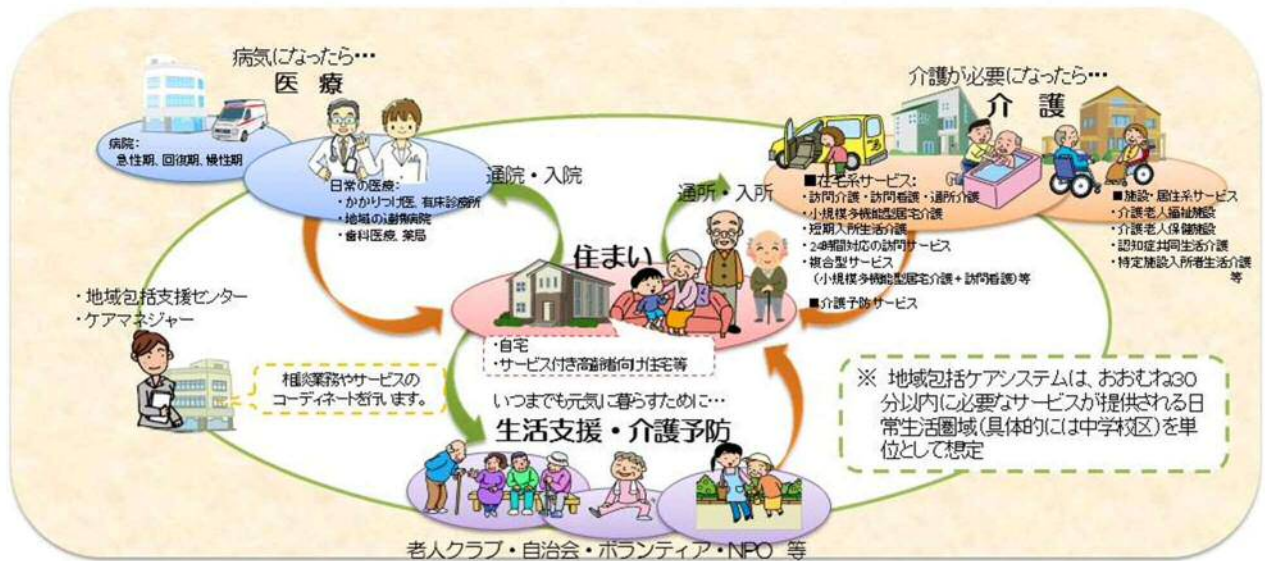 病気になったら・・・
医 療
病院:
急性期、回復期、慢性期
日常の医療:
・かかりつけ医、有床診療所
・地域の連携病院
・歯科医療、薬局
通院・入院
通所・入所
介護が必要になったら・・・
介 護
■在宅系サービス:
・訪問介護・訪問看護・通所介護
・小規模多機能型居宅介護
・短期入所生活介護
・24時間対応の訪問サービス
・複合型サービス
(小規模多機能型居宅介護+訪問看護)等
■介護予防サービス
■施設・居住系サービス
・介護老人福祉施設
・介護老人保健施設
・認知症共同生活介護
・特定施設入所者生活介護
等
住まい
・自宅
・サービス付き高齢者向け住宅等
・地域包括支援センター
・ケアマネジャー
相談業務やサービスの
コーディネートを行います。
いつまでも元気に暮らすために・・・
生活支援・介護予防
老人クラブ・自治会・ボランティア・NPO 等
※ 地域包括ケアシステムは、おおむね30
分以内に必要なサービスが提供される日
常生活圏域(具体的には中学校区)を単
位として想定